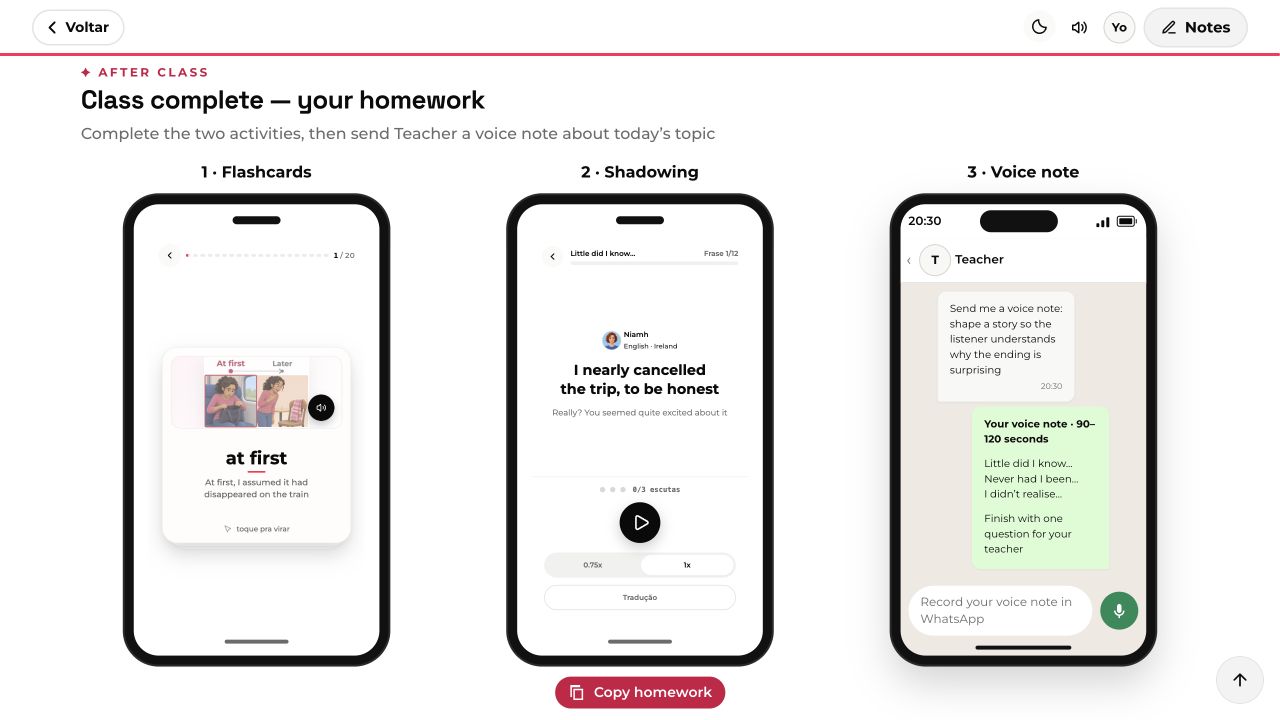 Voltar
Yo
Notes
AFTER CLASS
Class complete — your homework
Complete the two activities, then send Teacher a voice note about today's topic
1 · Flashcards
1 / 20
At first
Later
at first
At first, I assumed it had
disappeared on the train
toque pra virar
2 · Shadowing
Little did I know...
Frase 1/12
Niamh
English · Ireland
I nearly cancelled
the trip, to be honest
Really? You seemed quite excited about it
0/3 escutas
0.75x
1x
Tradução
3 · Voice note
20:30
T
Teacher
Send me a voice note:
shape a story so the
listener understands
why the ending is
surprising
20:30
Your voice note · 90–
120 seconds
Little did I know...
Never had I been...
I didn't realise...
Finish with one
question for your
teacher
Record your voice note in
WhatsApp
Copy homework